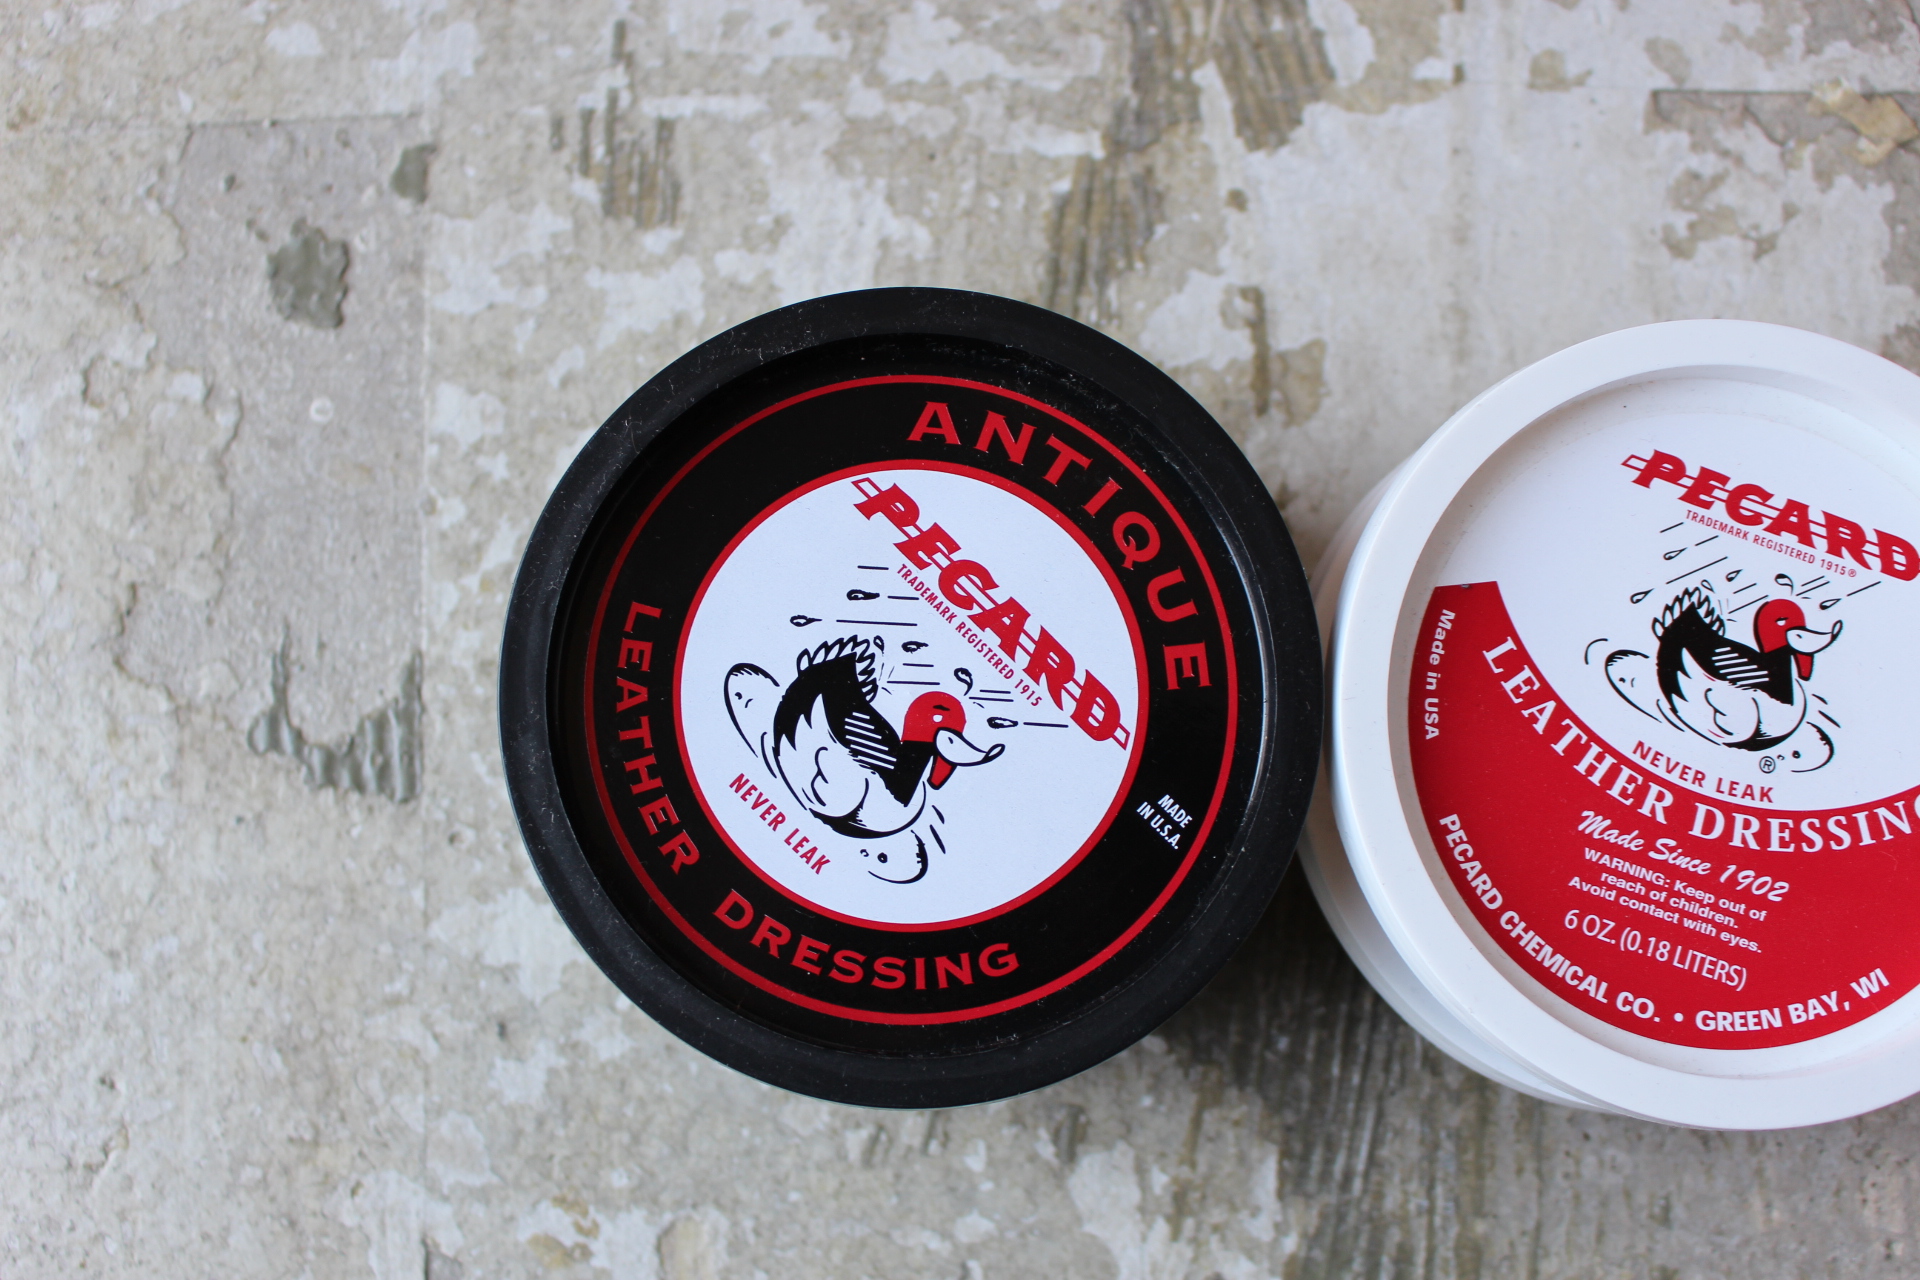 ANTIQUE
PECARD
TRADEMARK REGISTERED 1915
NEVER LEAK
MADE
IN U.S.A.
LEATHER DRESSING
PECARD
TRADEMARK REGISTERED 1915®
®
NEVER LEAK
Made in USA
LEATHER DRESSING
Made Since 1902
WARNING: Keep out of
reach of children.
Avoid contact with eyes.
6 OZ. (0.18 LITERS)
PECARD CHEMICAL CO. • GREEN BAY, WI